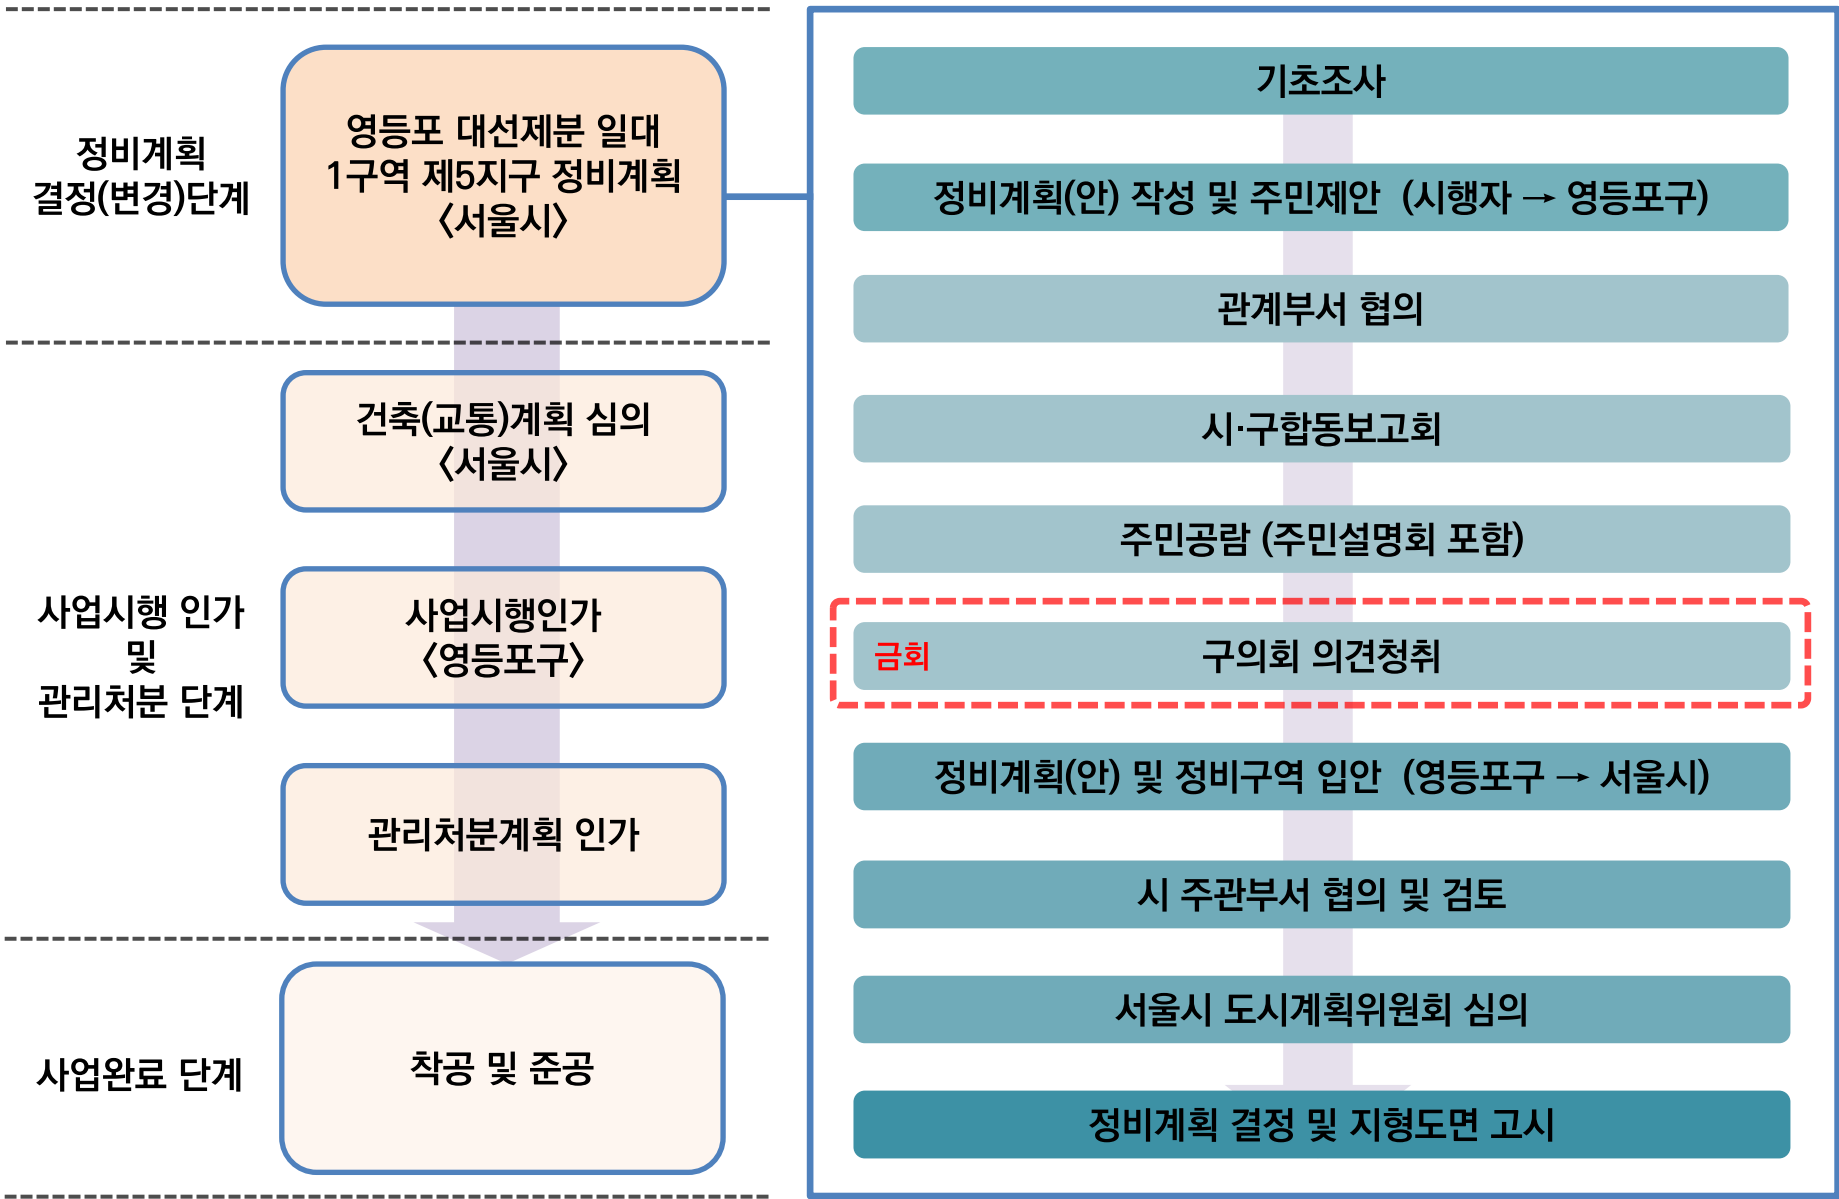 정비계획
결정(변경)단계
영등포 대선제분 일대
1구역 제5지구 정비계획
〈서울시〉
사업시행 인가
및
관리처분 단계
건축(교통)계획 심의
〈서울시〉
사업시행인가
〈영등포구〉
관리처분계획 인가
사업완료 단계
착공 및 준공
기초조사
정비계획(안) 작성 및 주민제안 (시행자 → 영등포구)
관계부서 협의
시·구합동보고회
주민공람 (주민설명회 포함)
금회 구의회 의견청취
정비계획(안) 및 정비구역 입안 (영등포구 → 서울시)
시 주관부서 협의 및 검토
서울시 도시계획위원회 심의
정비계획 결정 및 지형도면 고시